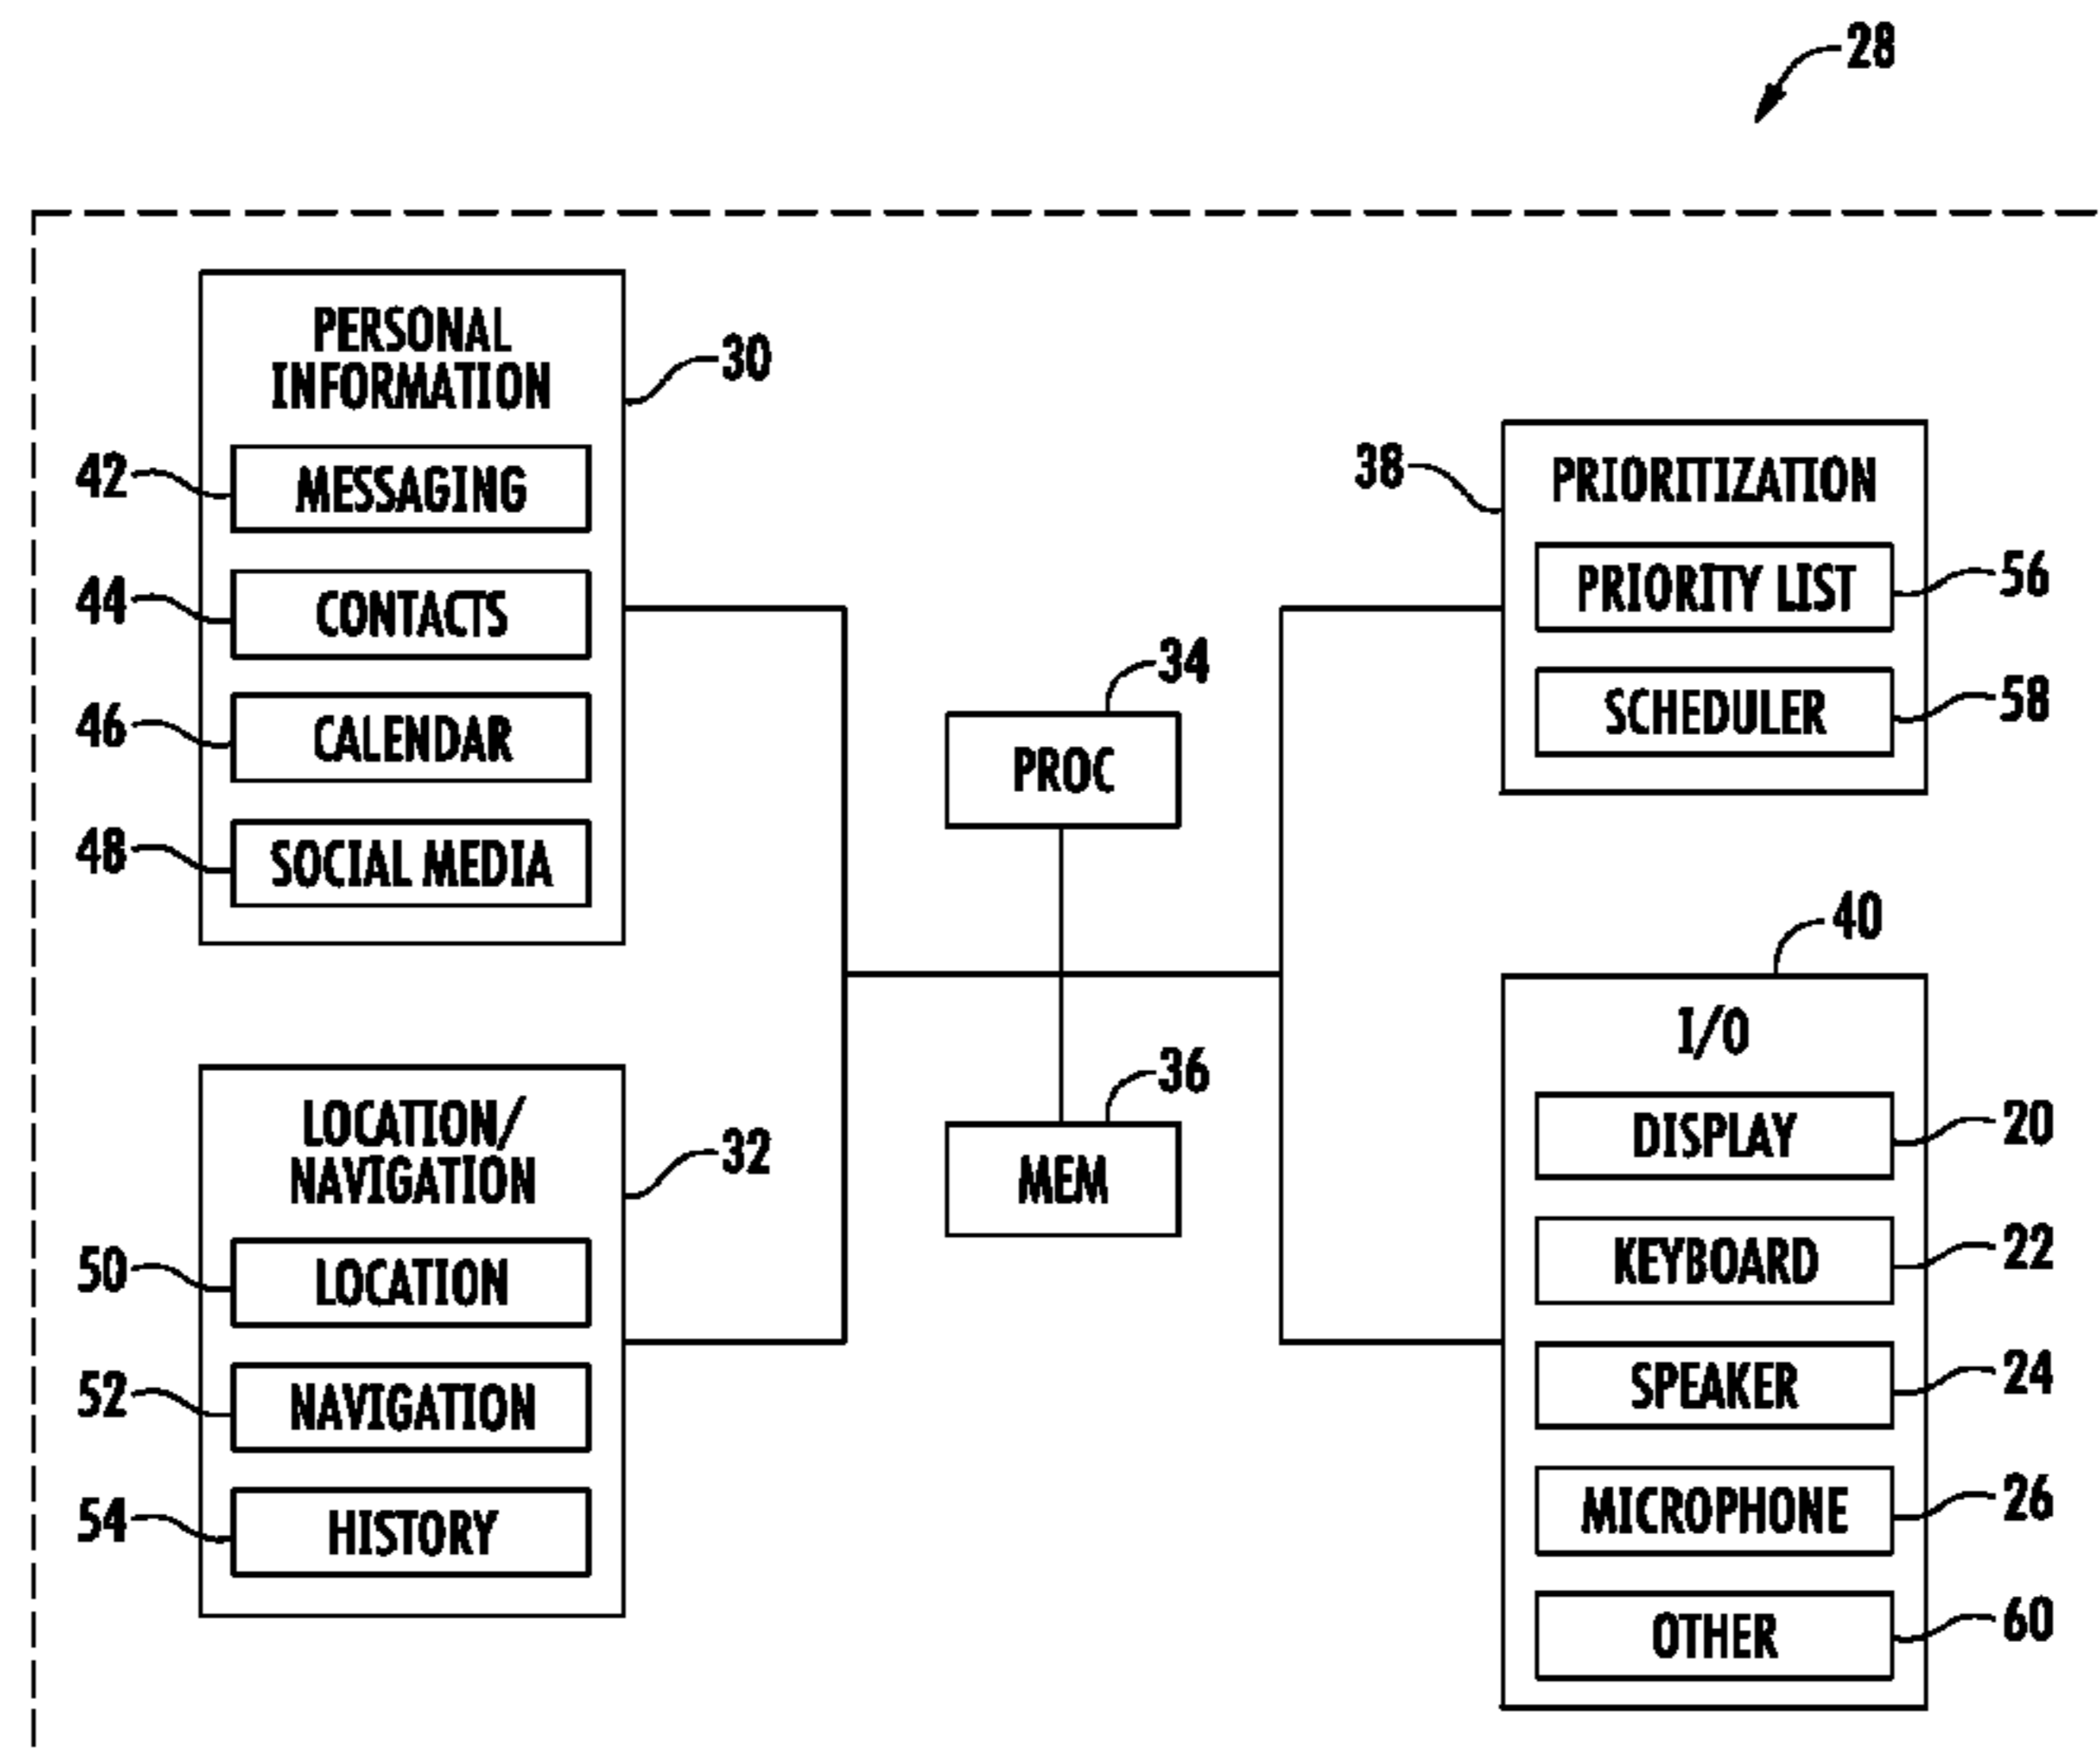 28
PERSONAL
INFORMATION
30
42
MESSAGING
44
CONTACTS
46
CALENDAR
48
SOCIAL MEDIA
LOCATION/
NAVIGATION
32
50
LOCATION
52
NAVIGATION
54
HISTORY
34
PROC
36
MEM
38
PRIORITIZATION
PRIORITY LIST
56
SCHEDULER
58
40
I/O
DISPLAY
20
KEYBOARD
22
SPEAKER
24
MICROPHONE
26
OTHER
60